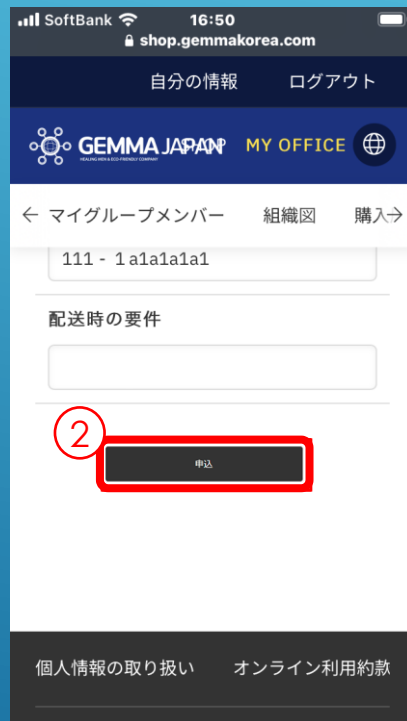 SoftBank 16:50
shop.gemmakorea.com
自分の情報 ログアウト
GEMMA JAPAN MY OFFICE
HEALING MEN & ECO-FRIENDLY COMPANY
← マイグループメンバー 組織図 購入→
111 - 1 a1a1a1a1a1
配送時の要件
2
申込
個人情報の取り扱い オンライン利用約款